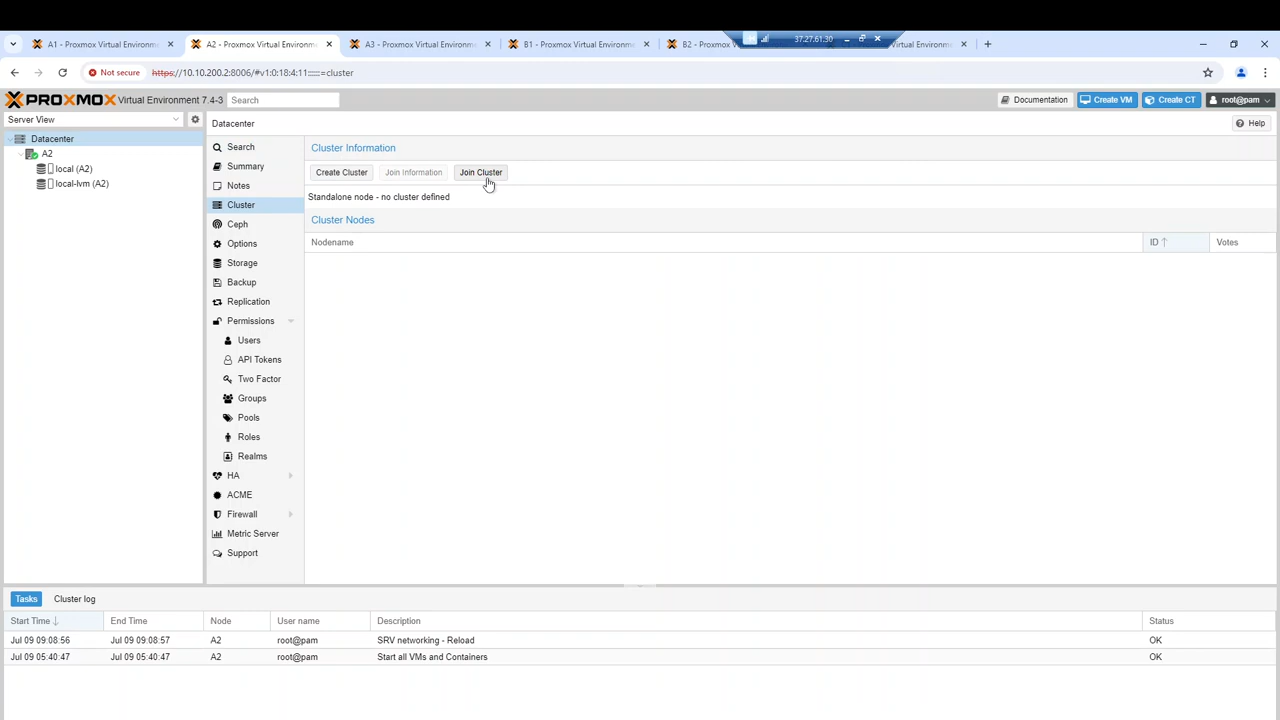 37.27.61.30
A1 - Proxmox Virtual Environm
A2 - Proxmox Virtual Environm
A3 - Proxmox Virtual Environm
B1 - Proxmox Virtual Environm
B2 - Proxmox Virtu
al Environme
Not secure
https://10.10.200.2:8006/#v1:0:18:4:11:::::::=cluster
PROXMOX Virtual Environment 7.4-3
Search
Documentation
Create VM
Create CT
root@pam
Server View
Datacenter
Help
Datacenter
A2
local (A2)
local-lvm (A2)
Search
Summary
Notes
Cluster
Ceph
Options
Storage
Backup
Replication
Permissions
Users
API Tokens
Two Factor
Groups
Pools
Roles
Realms
HA
ACME
Firewall
Metric Server
Support
Cluster Information
Create Cluster Join Information Join Cluster
Standalone node - no cluster defined
Cluster Nodes
Nodename ID Votes
Tasks Cluster log
Start Time End Time Node User name Description Status
Jul 09 09:08:56 Jul 09 09:08:57 A2 root@pam SRV networking - Reload OK
Jul 09 05:40:47 Jul 09 05:40:47 A2 root@pam Start all VMs and Containers OK